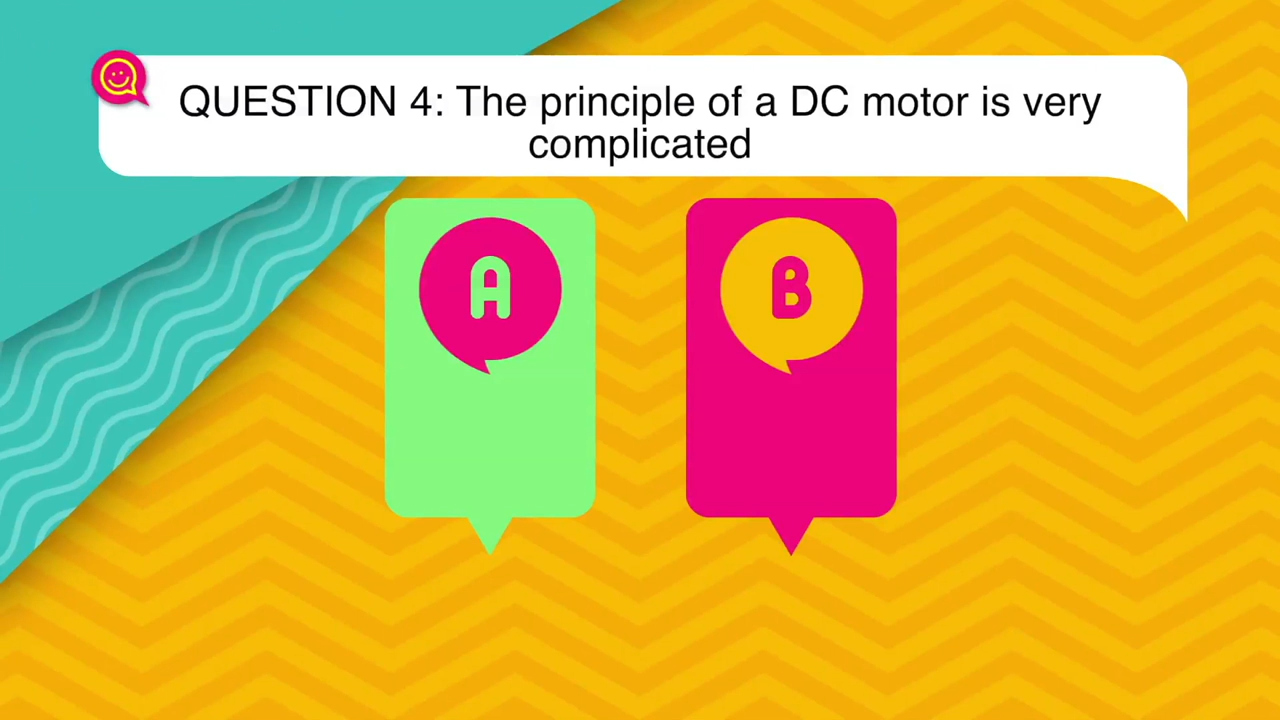 QUESTION 4: The principle of a DC motor is very
complicated
A
B